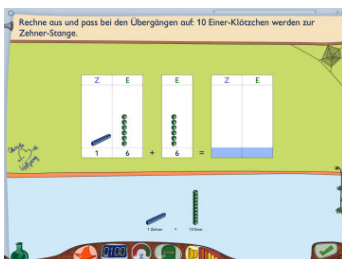 Rechne aus und pass bei den Übergängen auf: 10 Einer-Klötzchen werden zur
Zehner-Stange.
Z E E Z E
1 6 + 6 =
1 Zehner = 10 Einer